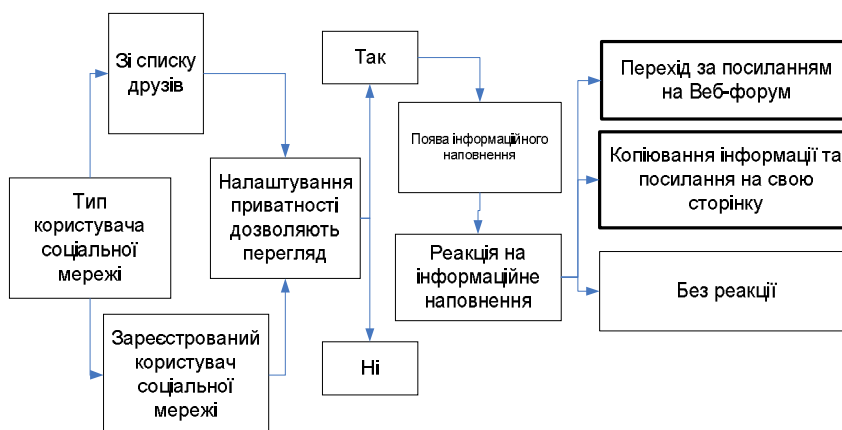 Зі списку
друзів
Так
Перехід за посиланням
на Веб-форум
Поява інформаційного
наповнення
Копіювання інформації та
посилання на свою
сторінку
Тип
користувача
соціальної
мережі
Налаштування
приватності
дозволяють
перегляд
Реакція на
інформаційне
наповнення
Без реакції
Зареєстрований
користувач
соціальної
мережі
Ні